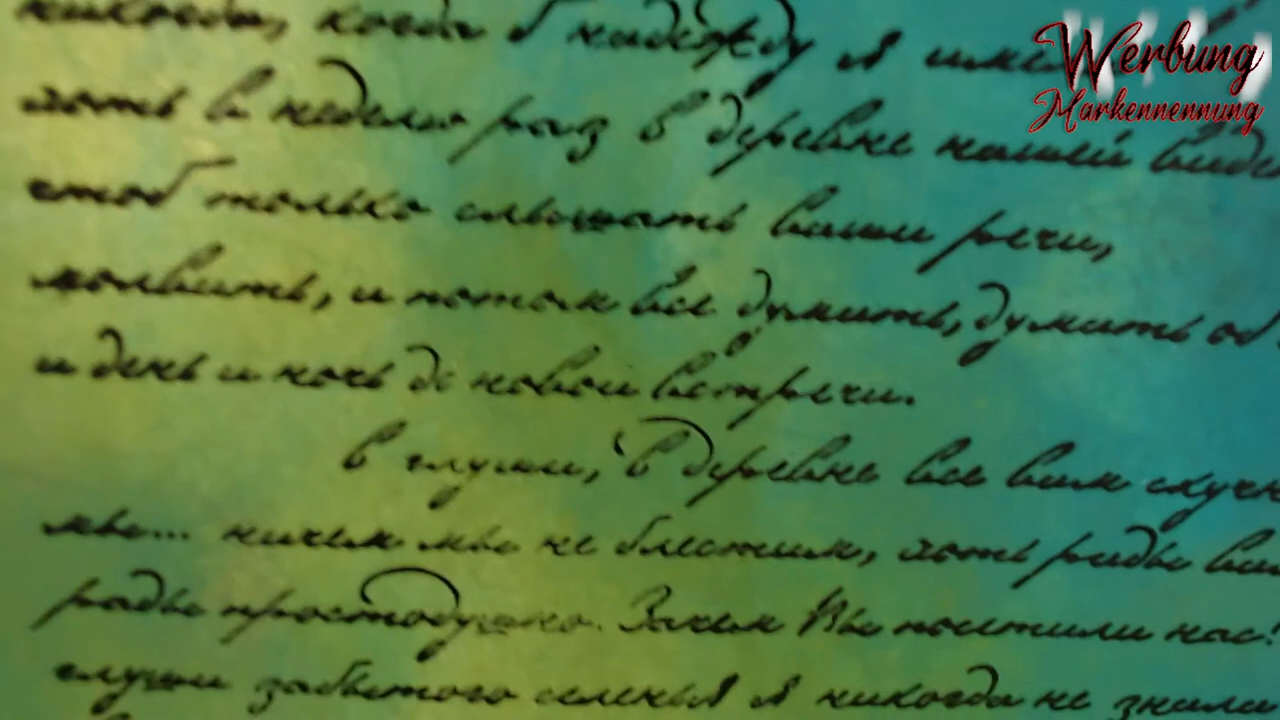 никогда, когда б надежду я
Werbung
Markennennung
хоть в неделю раз в деревне нашей
чтоб только слышать ваши речи,
молвить, и потом все думать, думать об
и день и ночь до новой встречи.
в глуши, в деревне все вам
мы... ничем мы не блестим, хоть рады
рады простодушно. Зачем Вы посетили нас?
глуши забытого селенья я никогда не знала